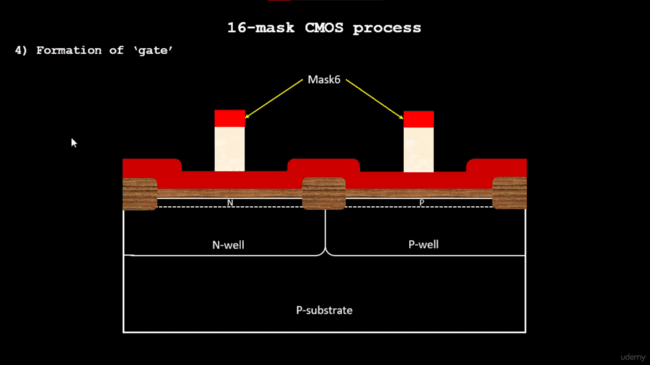 16-mask CMOS process
4) Formation of ‘gate’
Mask6
N
P
N-well
P-well
P-substrate
udemy